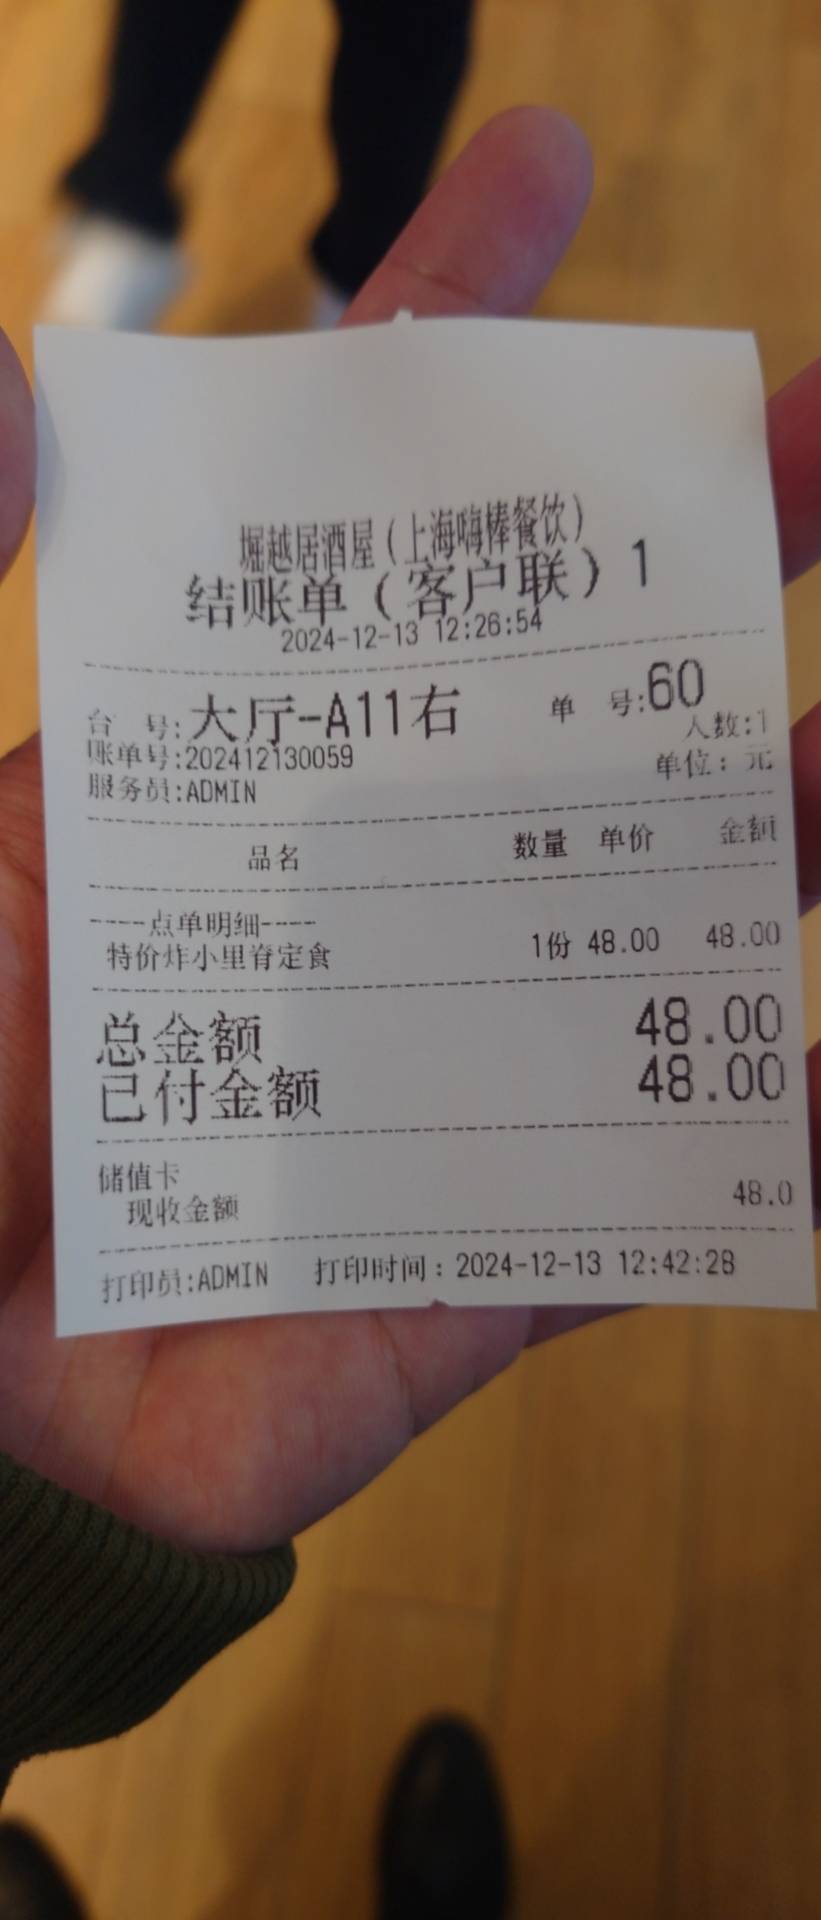 堀越居酒屋（上海嗨棒餐饮）
结账单（客户联）1
2024-12-13 12:26:54
台 号:大厅-A11右 单 号:60
人数:1
账单号:202412130059
单位：元
服务员:ADMIN
品名 数量 单价 金额
----点单明细----
特价炸小里脊定食 1份 48.00 48.00
总金额 48.00
已付金额 48.00
储值卡
现收金额 48.0
打印员:ADMIN 打印时间：2024-12-13 12:42:28